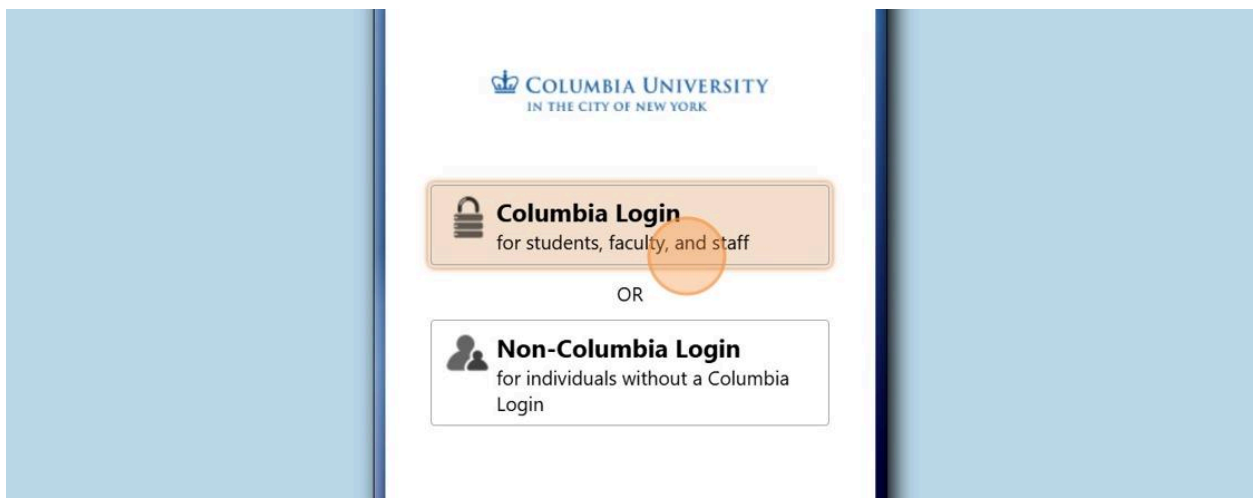 COLUMBIA UNIVERSITY
IN THE CITY OF NEW YORK
Columbia Login
for students, faculty, and staff
OR
Non-Columbia Login
for individuals without a Columbia
Login